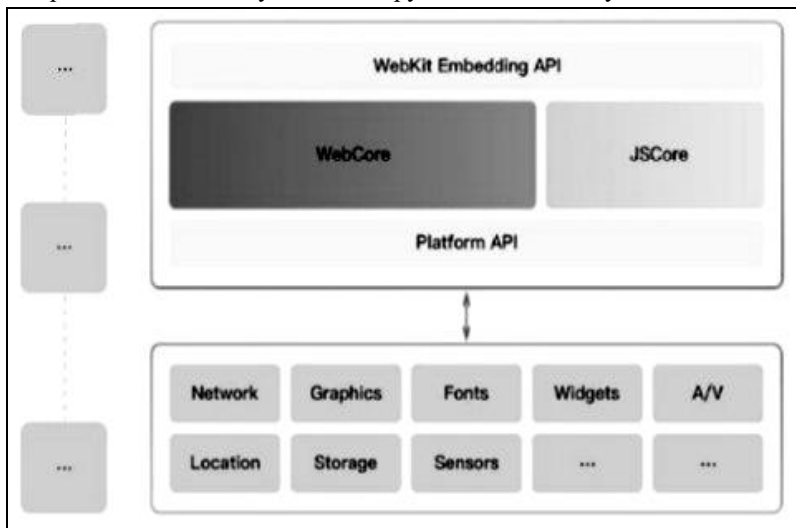 ...
WebKit Embedding API
WebCore JSCore
...
Platform API
Network Graphics Fonts Widgets A/V
Location Storage Sensors ... ...
...